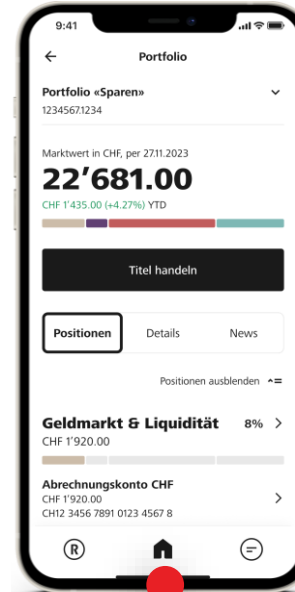 9:41
Portfolio
Portfolio «Sparen»
1234567.1234
Marktwert in CHF, per 27.11.2023
22’681.00
CHF 1’435.00 (+4.27%) YTD
Titel handeln
Positionen Details News
Positionen ausblenden
Geldmarkt & Liquidität 8%
CHF 1’920.00
Abrechnungskonto CHF
CHF 1’920.00
CH12 3456 7891 0123 4567 8
R